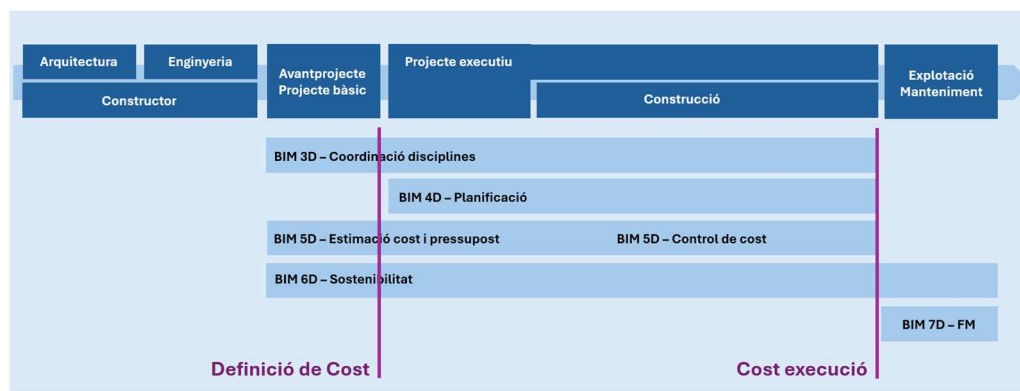 Arquitectura
Enginyeria
Constructor
Avantprojecte
Projecte bàsic
Projecte executiu
Construcció
Explotació
Manteniment
BIM 3D – Coordinació disciplines
BIM 4D – Planificació
BIM 5D – Estimació cost i pressupost
BIM 5D – Control de cost
BIM 6D – Sostenibilitat
BIM 7D – FM
Definició de Cost
Cost execució